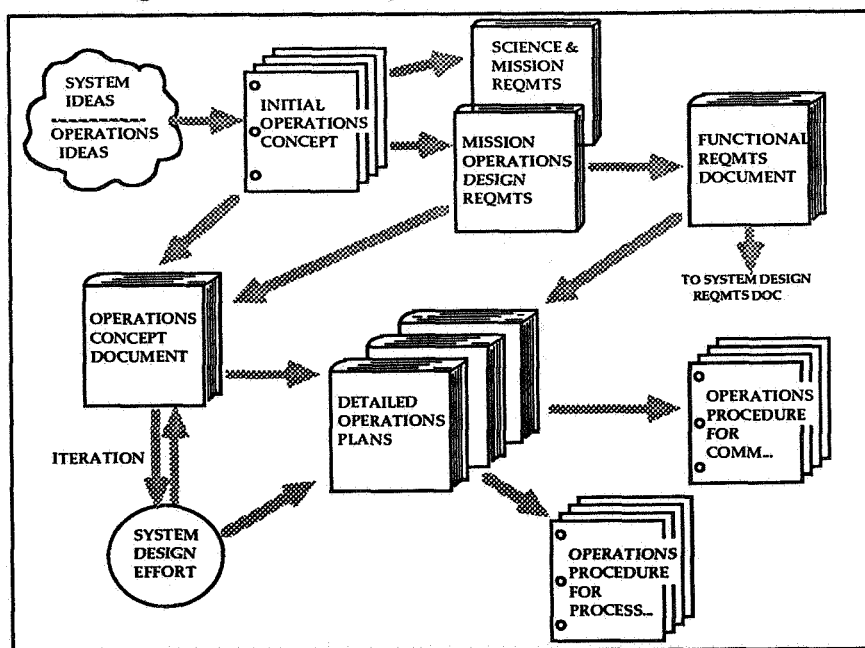 SYSTEM
IDEAS
OPERATIONS
IDEAS
INITIAL
OPERATIONS
CONCEPT
SCIENCE &
MISSION
REQMTS
MISSION
OPERATIONS
DESIGN
REQMTS
FUNCTIONAL
REQMTS
DOCUMENT
TO SYSTEM DESIGN
REQMTS DOC
OPERATIONS
CONCEPT
DOCUMENT
DETAILED
OPERATIONS
PLANS
OPERATIONS
PROCEDURE
FOR
COMM...
ITERATION
SYSTEM
DESIGN
EFFORT
OPERATIONS
PROCEDURE
FOR
PROCESS...